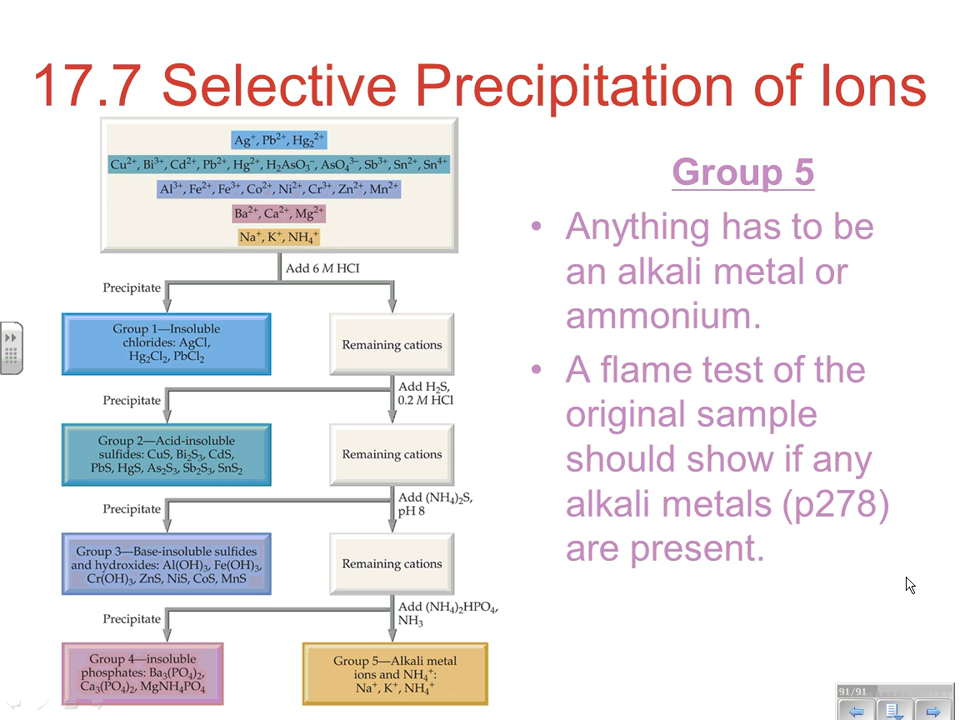 17.7 Selective Precipitation of Ions
Ag⁺, Pb²⁺, Hg₂²⁺
Cu²⁺, Bi³⁺, Cd²⁺, Pb²⁺, Hg²⁺, H₂AsO₃⁻, AsO₄³⁻, Sb³⁺, Sn²⁺, Sn⁴⁺
Al³⁺, Fe²⁺, Fe³⁺, Co²⁺, Ni²⁺, Cr³⁺, Zn²⁺, Mn²⁺
Ba²⁺, Ca²⁺, Mg²⁺
Na⁺, K⁺, NH₄⁺
Add 6 M HCl
Precipitate
Group 1—Insoluble
chlorides: AgCl,
Hg₂Cl₂, PbCl₂
Remaining cations
Add H₂S,
0.2 M HCl
Precipitate
Group 2—Acid-insoluble
sulfides: CuS, Bi₂S₃, CdS,
PbS, HgS, As₂S₃, Sb₂S₃, SnS₂
Remaining cations
Add (NH₄)₂S,
pH 8
Precipitate
Group 3—Base-insoluble sulfides
and hydroxides: Al(OH)₃, Fe(OH)₃,
Cr(OH)₃, ZnS, NiS, CoS, MnS
Remaining cations
Add (NH₄)₂HPO₄,
NH₃
Precipitate
Group 4—insoluble
phosphates: Ba₃(PO₄)₂,
Ca₃(PO₄)₂, MgNH₄PO₄
Group 5—Alkali metal
ions and NH₄⁺:
Na⁺, K⁺, NH₄⁺
Group 5
• Anything has to be
an alkali metal or
ammonium.
• A flame test of the
original sample
should show if any
alkali metals (p278)
are present.
91/91